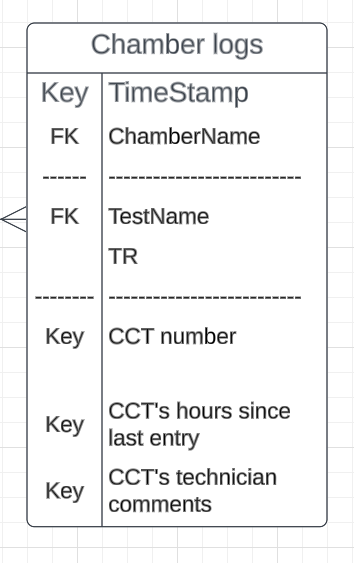 Chamber logs
Key TimeStamp
FK ChamberName
------ --------------------------
FK TestName
TR
-------- --------------------------
Key CCT number
Key CCT's hours since
last entry
Key CCT's technician
comments